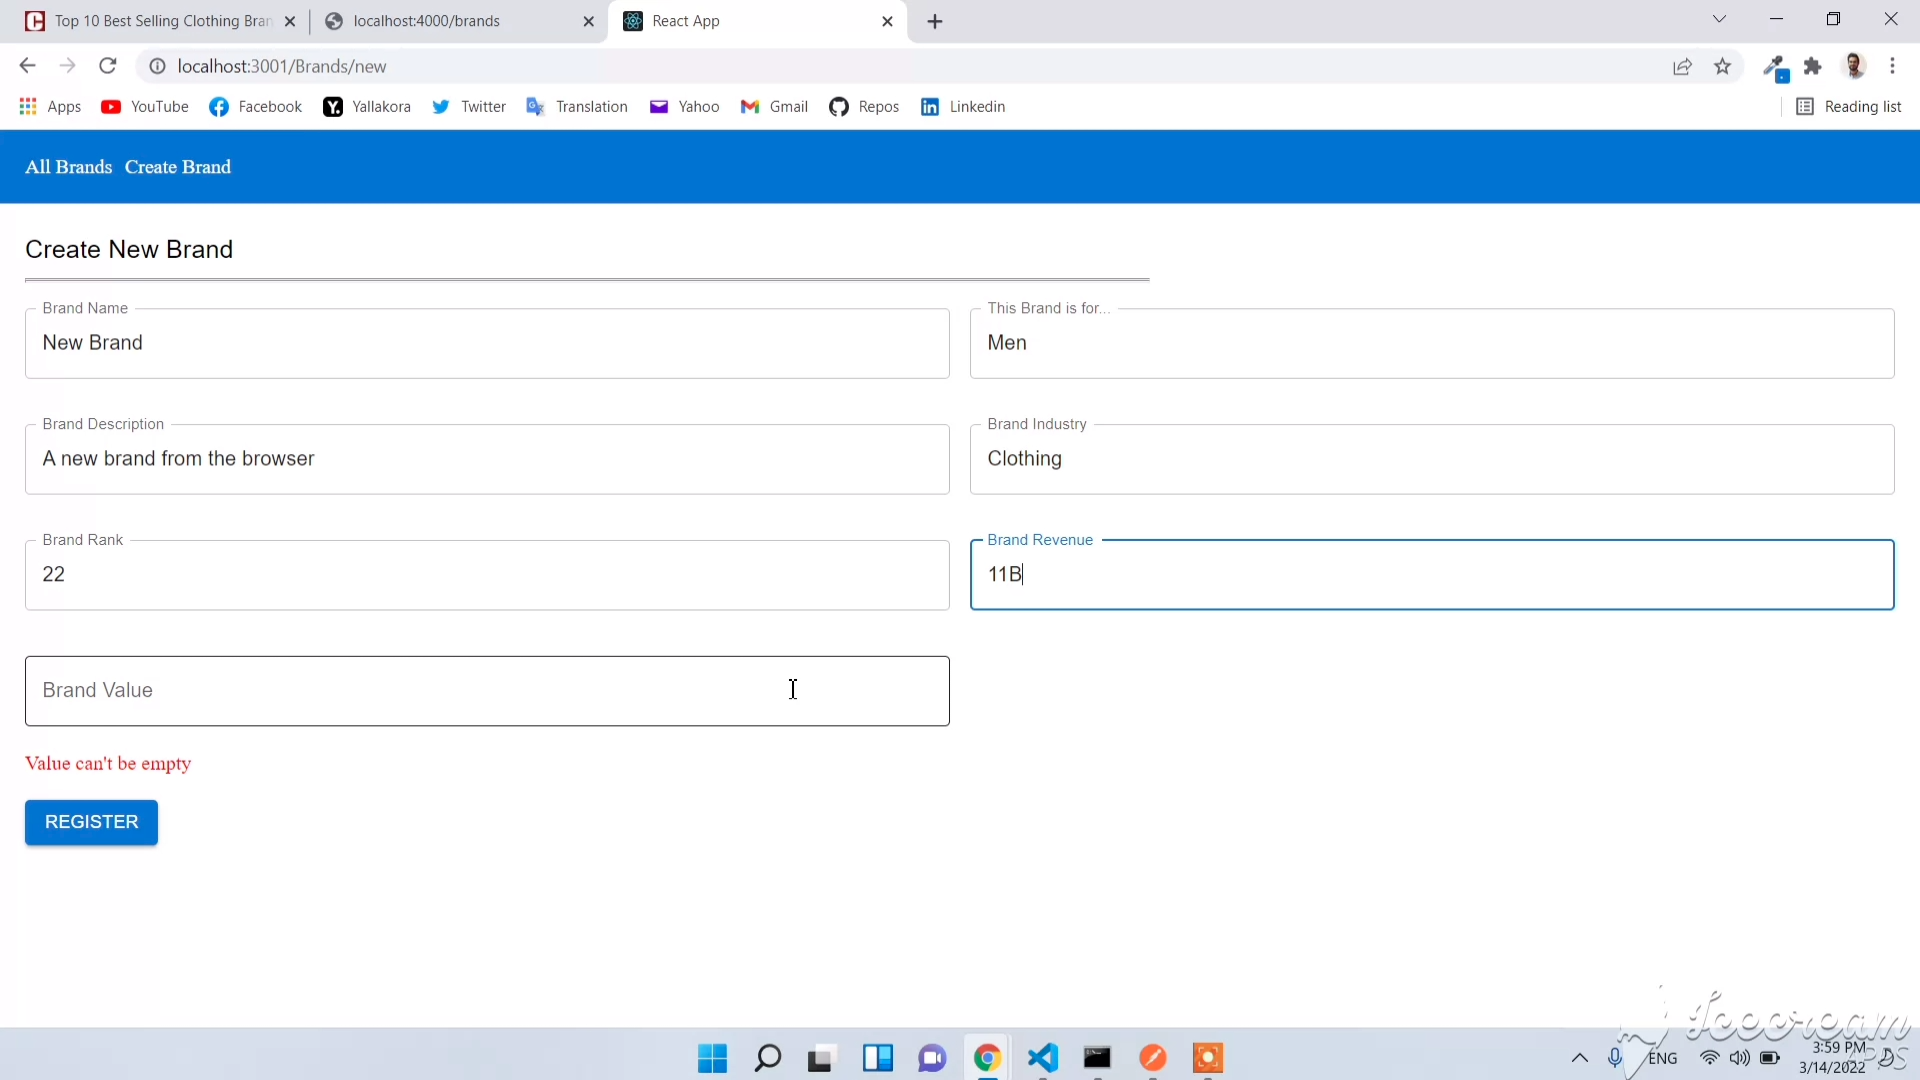 Top 10 Best Selling Clothing Bran
localhost:4000/brands
React App
localhost:3001/Brands/new
Apps YouTube Facebook Yallakora Twitter Translation Yahoo Gmail Repos Linkedin Reading list
All Brands Create Brand
Create New Brand
Brand Name
New Brand
This Brand is for...
Men
Brand Description
A new brand from the browser
Brand Industry
Clothing
Brand Rank
22
Brand Revenue
11B
Brand Value
Value can't be empty
REGISTER
Icecream
APPS
ENG
3:59 PM
3/14/2022